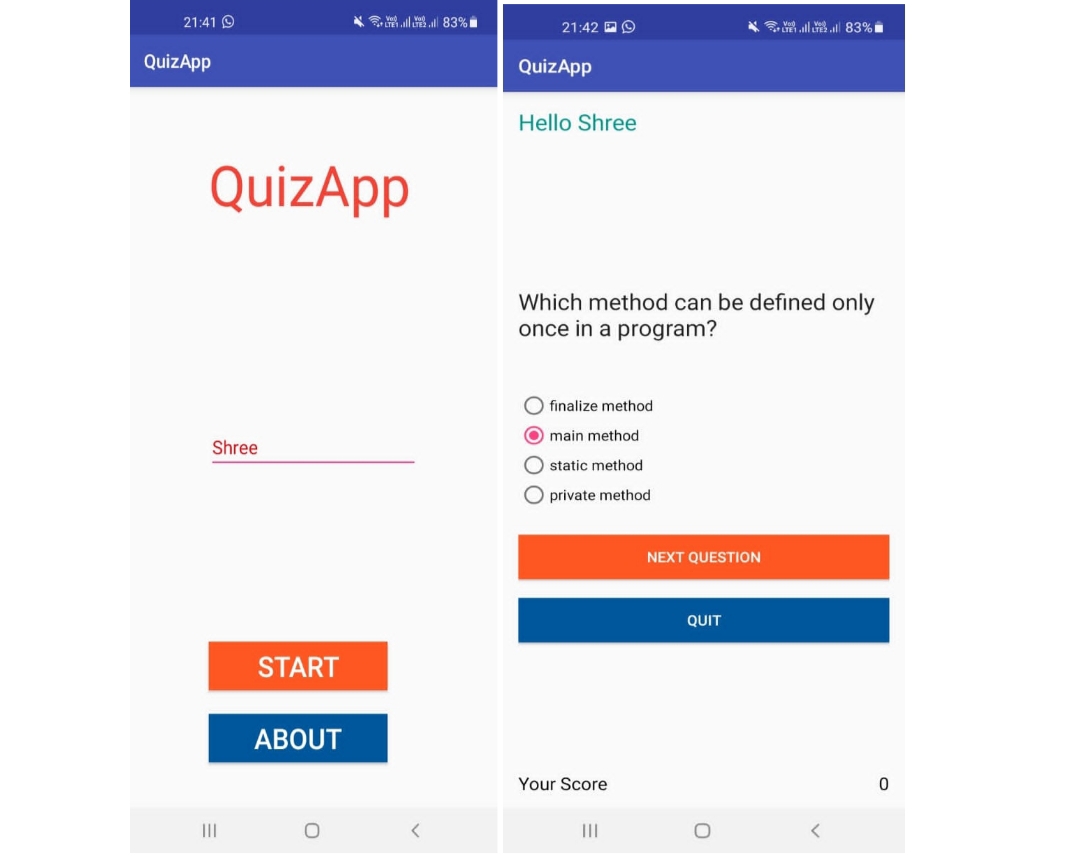 21:41
83%
QuizApp
QuizApp
Shree
START
ABOUT
21:42
83%
QuizApp
Hello Shree
Which method can be defined only
once in a program?
finalize method
main method
static method
private method
NEXT QUESTION
QUIT
Your Score 0